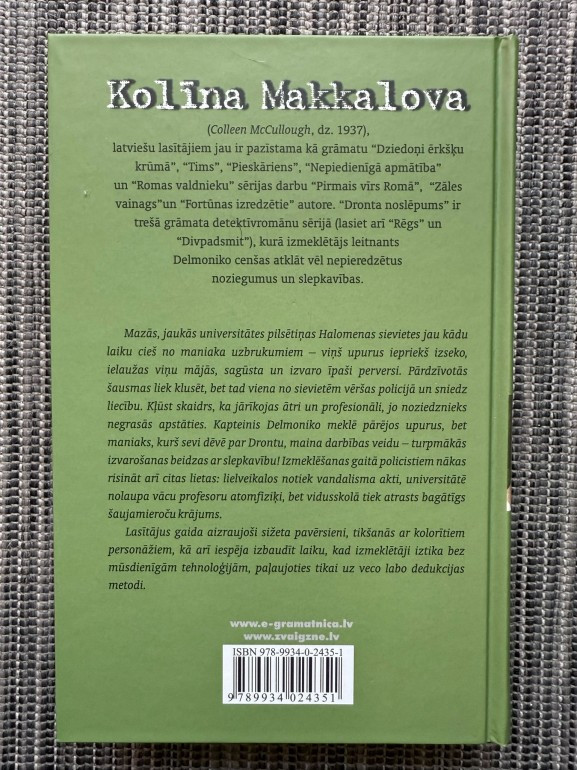 Kolīna Makkalova
(Colleen McCullough, dz. 1937),
latviešu lasītājiem jau ir pazīstama kā grāmatu “Dziedoņi ērkšķu
krūmā”, “Tims”, “Pieskāriens”, “Nepiedienīgā apmātība”
un “Romas valdnieku” sērijas darbu “Pirmais vīrs Romā”, “Zāles
vainags”un “Fortūnas izredzētie” autore. “Dronta noslēpums” ir
trešā grāmata detektīvromānu sērijā (lasiet arī “Rēgs” un
“Divpadsmit”), kurā izmeklētājs leitnants
Delmoniko cenšas atklāt vēl nepieredzētus
noziegumus un slepkavības.
Mazās, jaukās universitātes pilsētiņas Halomenas sievietes jau kādu
laiku cieš no maniaka uzbrukumiem – viņš upurus iepriekš izseko,
ielaužas viņu mājās, sagūsta un izvaro īpaši perversi. Pārdzīvotās
šausmas liek klusēt, bet tad viena no sievietēm vēršas policijā un sniedz
liecību. Kļūst skaidrs, ka jārīkojas ātri un profesionāli, jo noziedznieks
negrasās apstāties. Kapteinis Delmoniko meklē pārējos upurus, bet
maniaks, kurš sevi dēvē par Drontu, maina darbības veidu – turpmākās
izvarošanas beidzas ar slepkavību! Izmeklēšanas gaitā policistiem nākas
risināt arī citas lietas: lielveikalos notiek vandalisma akti, universitātē
nolaupa vācu profesoru atomfiziķi, bet vidusskolā tiek atrasts bagātīgs
šaujamieroču krājums.
Lasītājus gaida aizraujoši sižeta pavērsieni, tikšanās ar kolorītiem
personāžiem, kā arī iespēja izbaudīt laiku, kad izmeklētāji iztika bez
mūsdienīgām tehnoloģijām, paļaujoties tikai uz veco labo dedukcijas
metodi.
www.e-gramatnica.lv
www.zvaigzne.lv
ISBN 978-9934-0-2435-1
9 789934 024351